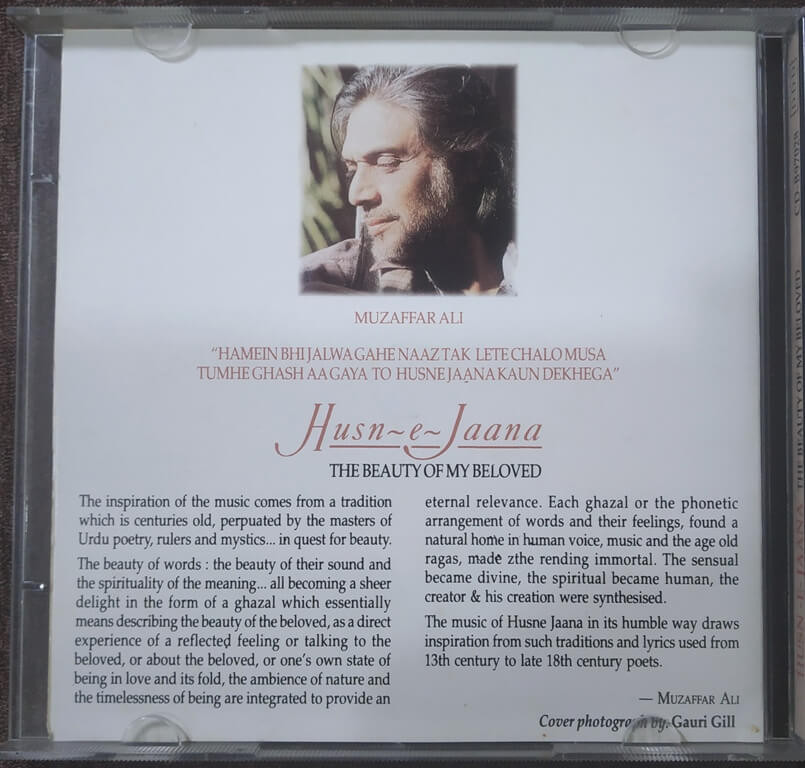 MUZAFFAR ALI
“HAMEIN BHI JALWA GAHE NAAZ TAK LETE CHALO MUSA
TUMHE GHASH AA GAYA TO HUSNE JAANA KAUN DEKHEGA”
Husn~e~Jaana
THE BEAUTY OF MY BELOVED
The inspiration of the music comes from a tradition
which is centuries old, perpuated by the masters of
Urdu poetry, rulers and mystics... in quest for beauty.
The beauty of words : the beauty of their sound and
the spirituality of the meaning... all becoming a sheer
delight in the form of a ghazal which essentially
means describing the beauty of the beloved, as a direct
experience of a reflected feeling or talking to the
beloved, or about the beloved, or one's own state of
being in love and its fold, the ambience of nature and
the timelessness of being are integrated to provide an
eternal relevance. Each ghazal or the phonetic
arrangement of words and their feelings, found a
natural home in human voice, music and the age old
ragas, made zthe rending immortal. The sensual
became divine, the spiritual became human, the
creator & his creation were synthesised.
The music of Husne Jaana in its humble way draws
inspiration from such traditions and lyrics used from
13th century to late 18th century poets.
— MUZAFFAR ALI
Cover photograph by: Gauri Gill
HUSN-E-JAANA - THE BEAUTY OF MY BELOVED